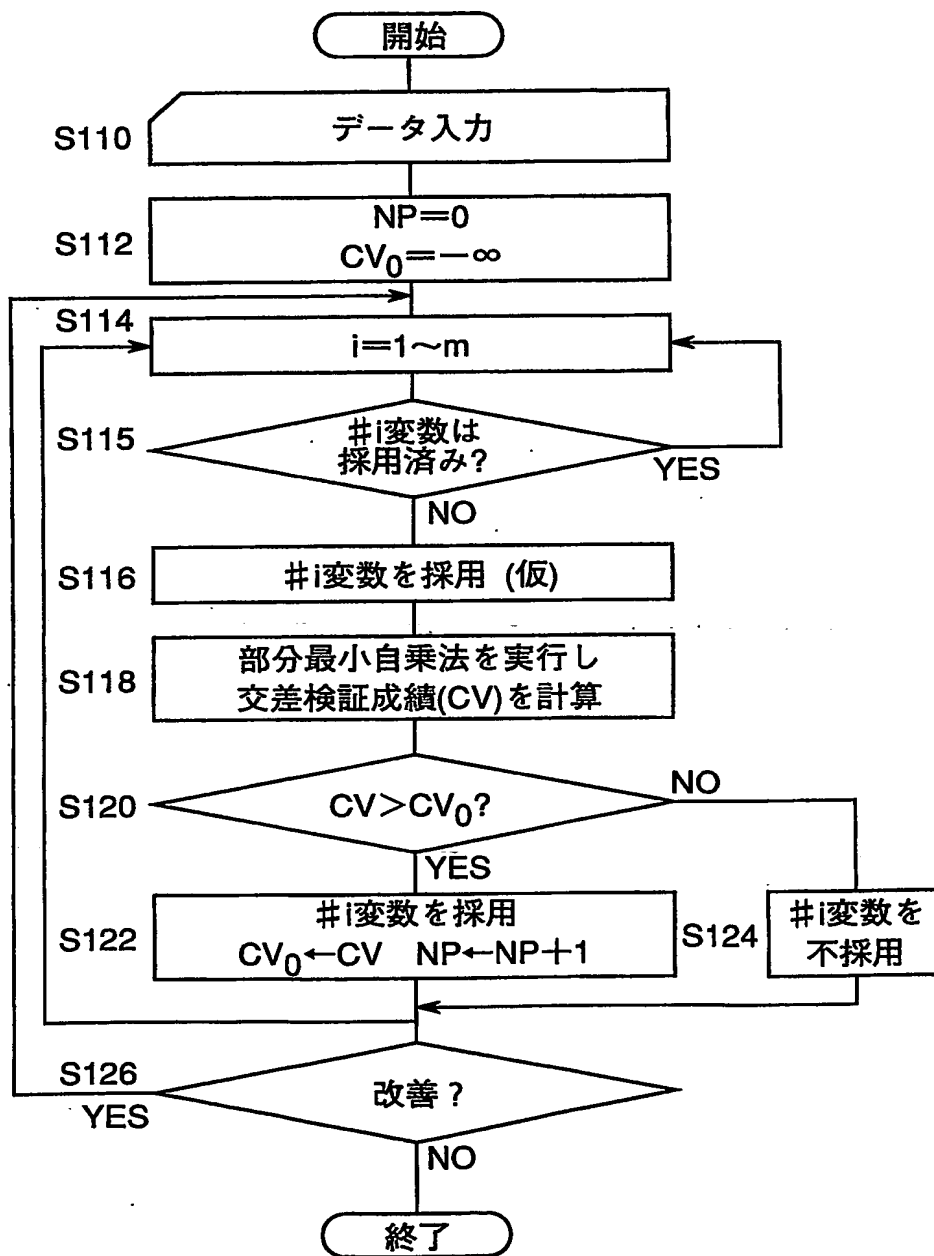 開始
S110
データ入力
S112
NP=0
CV0=-∞
S114
i=1~m
S115
#i変数は
採用済み?
YES
NO
S116
#i変数を採用 (仮)
S118
部分最小自乗法を実行し
交差検証成績(CV)を計算
S120
CV>CV0?
NO
YES
S122
#i変数を採用
CV0←CV NP←NP+1
S124
#i変数を
不採用
S126
改善?
YES
NO
終了